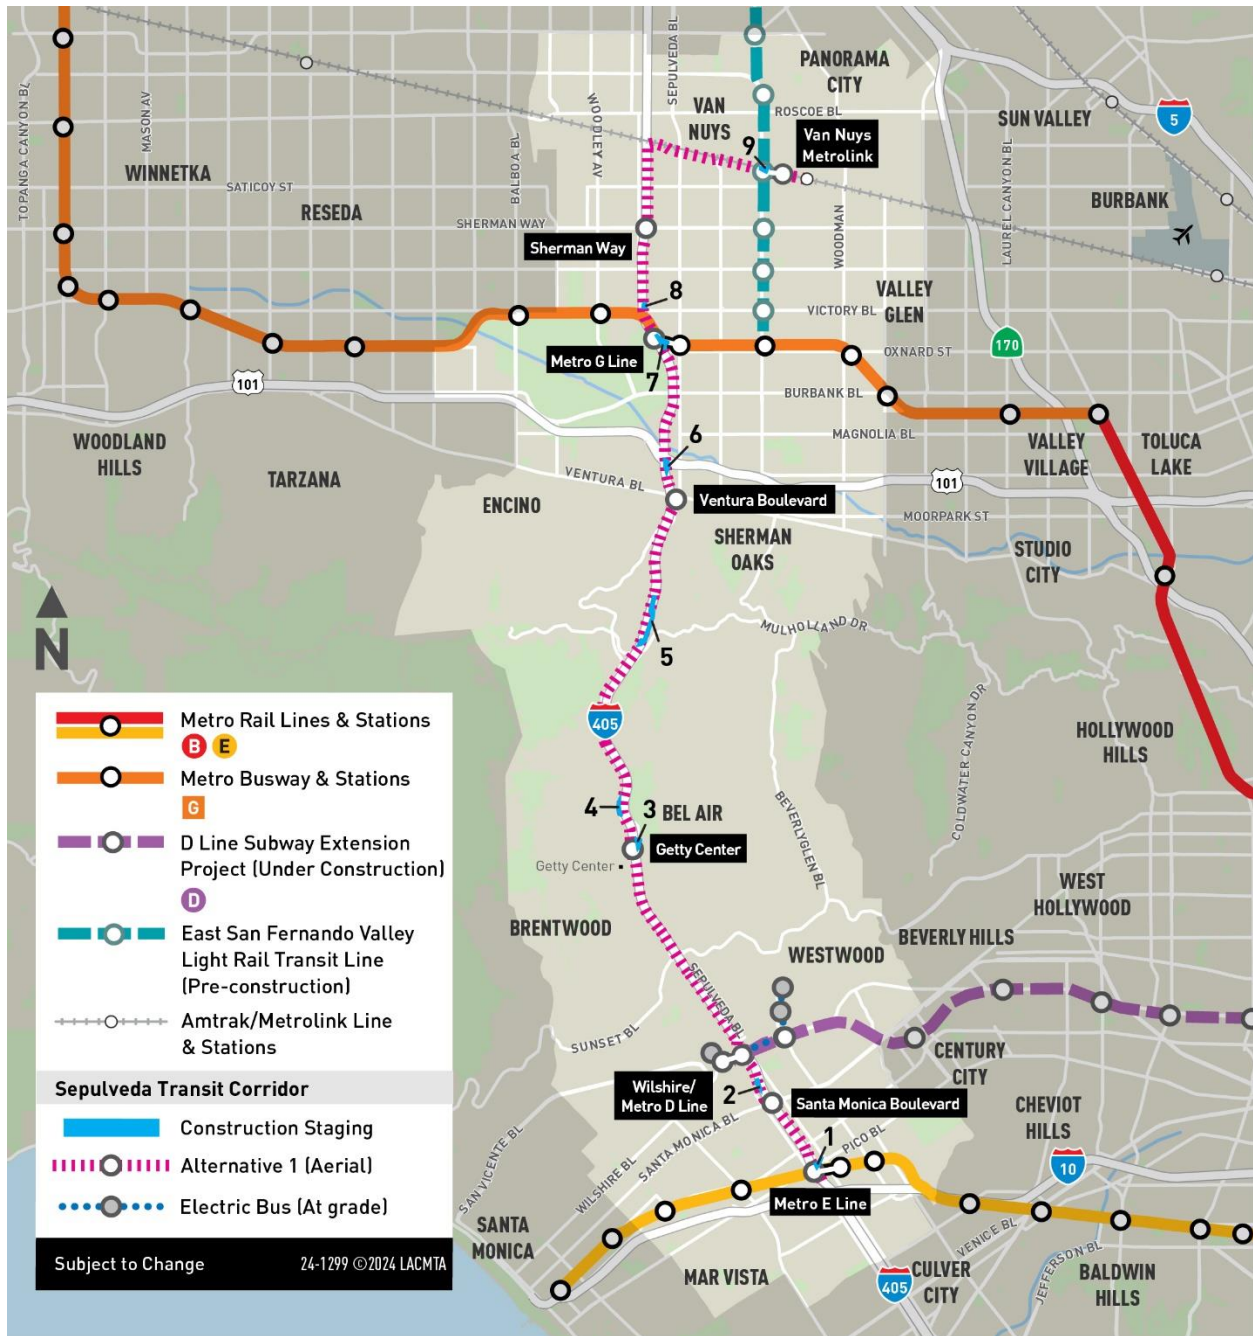 TOPANGA CANYON BL
MASON AV
WINNETKA
SATICOY ST
RESEDA
BALBOA BL
SHERMAN WAY
WOODLEY AV
SEPULVEDA BL
VAN
NUYS
PANORAMA
CITY
ROSCOE BL
9
Van Nuys
Metrolink
SUN VALLEY
5
LAUREL CANYON BL
BURBANK
WOODMAN
Sherman Way
8
VICTORY BL
VALLEY
GLEN
170
OXNARD ST
Metro G Line
7
BURBANK BL
101
6
MAGNOLIA BL
WOODLAND
HILLS
TARZANA
VENTURA BL
ENCINO
Ventura Boulevard
101
VALLEY
VILLAGE
TOLUCA
LAKE
MOORPARK ST
SHERMAN
OAKS
STUDIO
CITY
N
MULHOLLAND DR
5
405
COLDWATER CANYON DR
HOLLYWOOD
HILLS
4
3
BEL AIR
Getty Center
Getty Center
BEVERLYGLEN BL
BRENTWOOD
WEST
HOLLYWOOD
BEVERLY HILLS
WESTWOOD
SEPULVEDA BL
SUNSET BL
CENTURY
CITY
Wilshire/
Metro D Line
2
Santa Monica Boulevard
CHEVIOT
HILLS
1
PICO BL
10
SAN VICENTE BL
WILSHIRE BL
SANTA MONICA BL
Metro E Line
SANTA
MONICA
VENICE BL
MAR VISTA
405
CULVER
CITY
JEFFERSON BL
BALDWIN
HILLS
Metro Rail Lines & Stations
B E
Metro Busway & Stations
G
D Line Subway Extension
Project (Under Construction)
D
East San Fernando Valley
Light Rail Transit Line
(Pre-construction)
Amtrak/Metrolink Line
& Stations
Sepulveda Transit Corridor
Construction Staging
Alternative 1 (Aerial)
Electric Bus (At grade)
Subject to Change
24-1299 ©2024 LACMTA